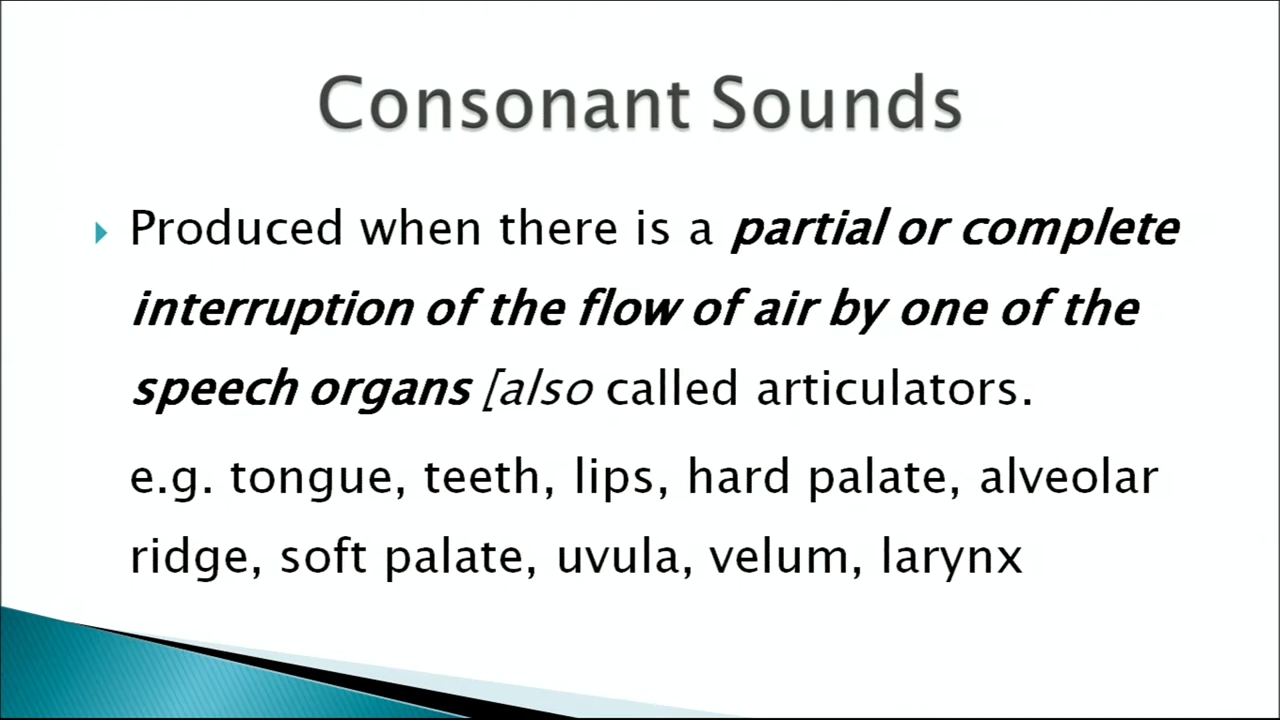 Consonant Sounds
Produced when there is a partial or complete
interruption of the flow of air by one of the
speech organs [also called articulators.
e.g. tongue, teeth, lips, hard palate, alveolar
ridge, soft palate, uvula, velum, larynx